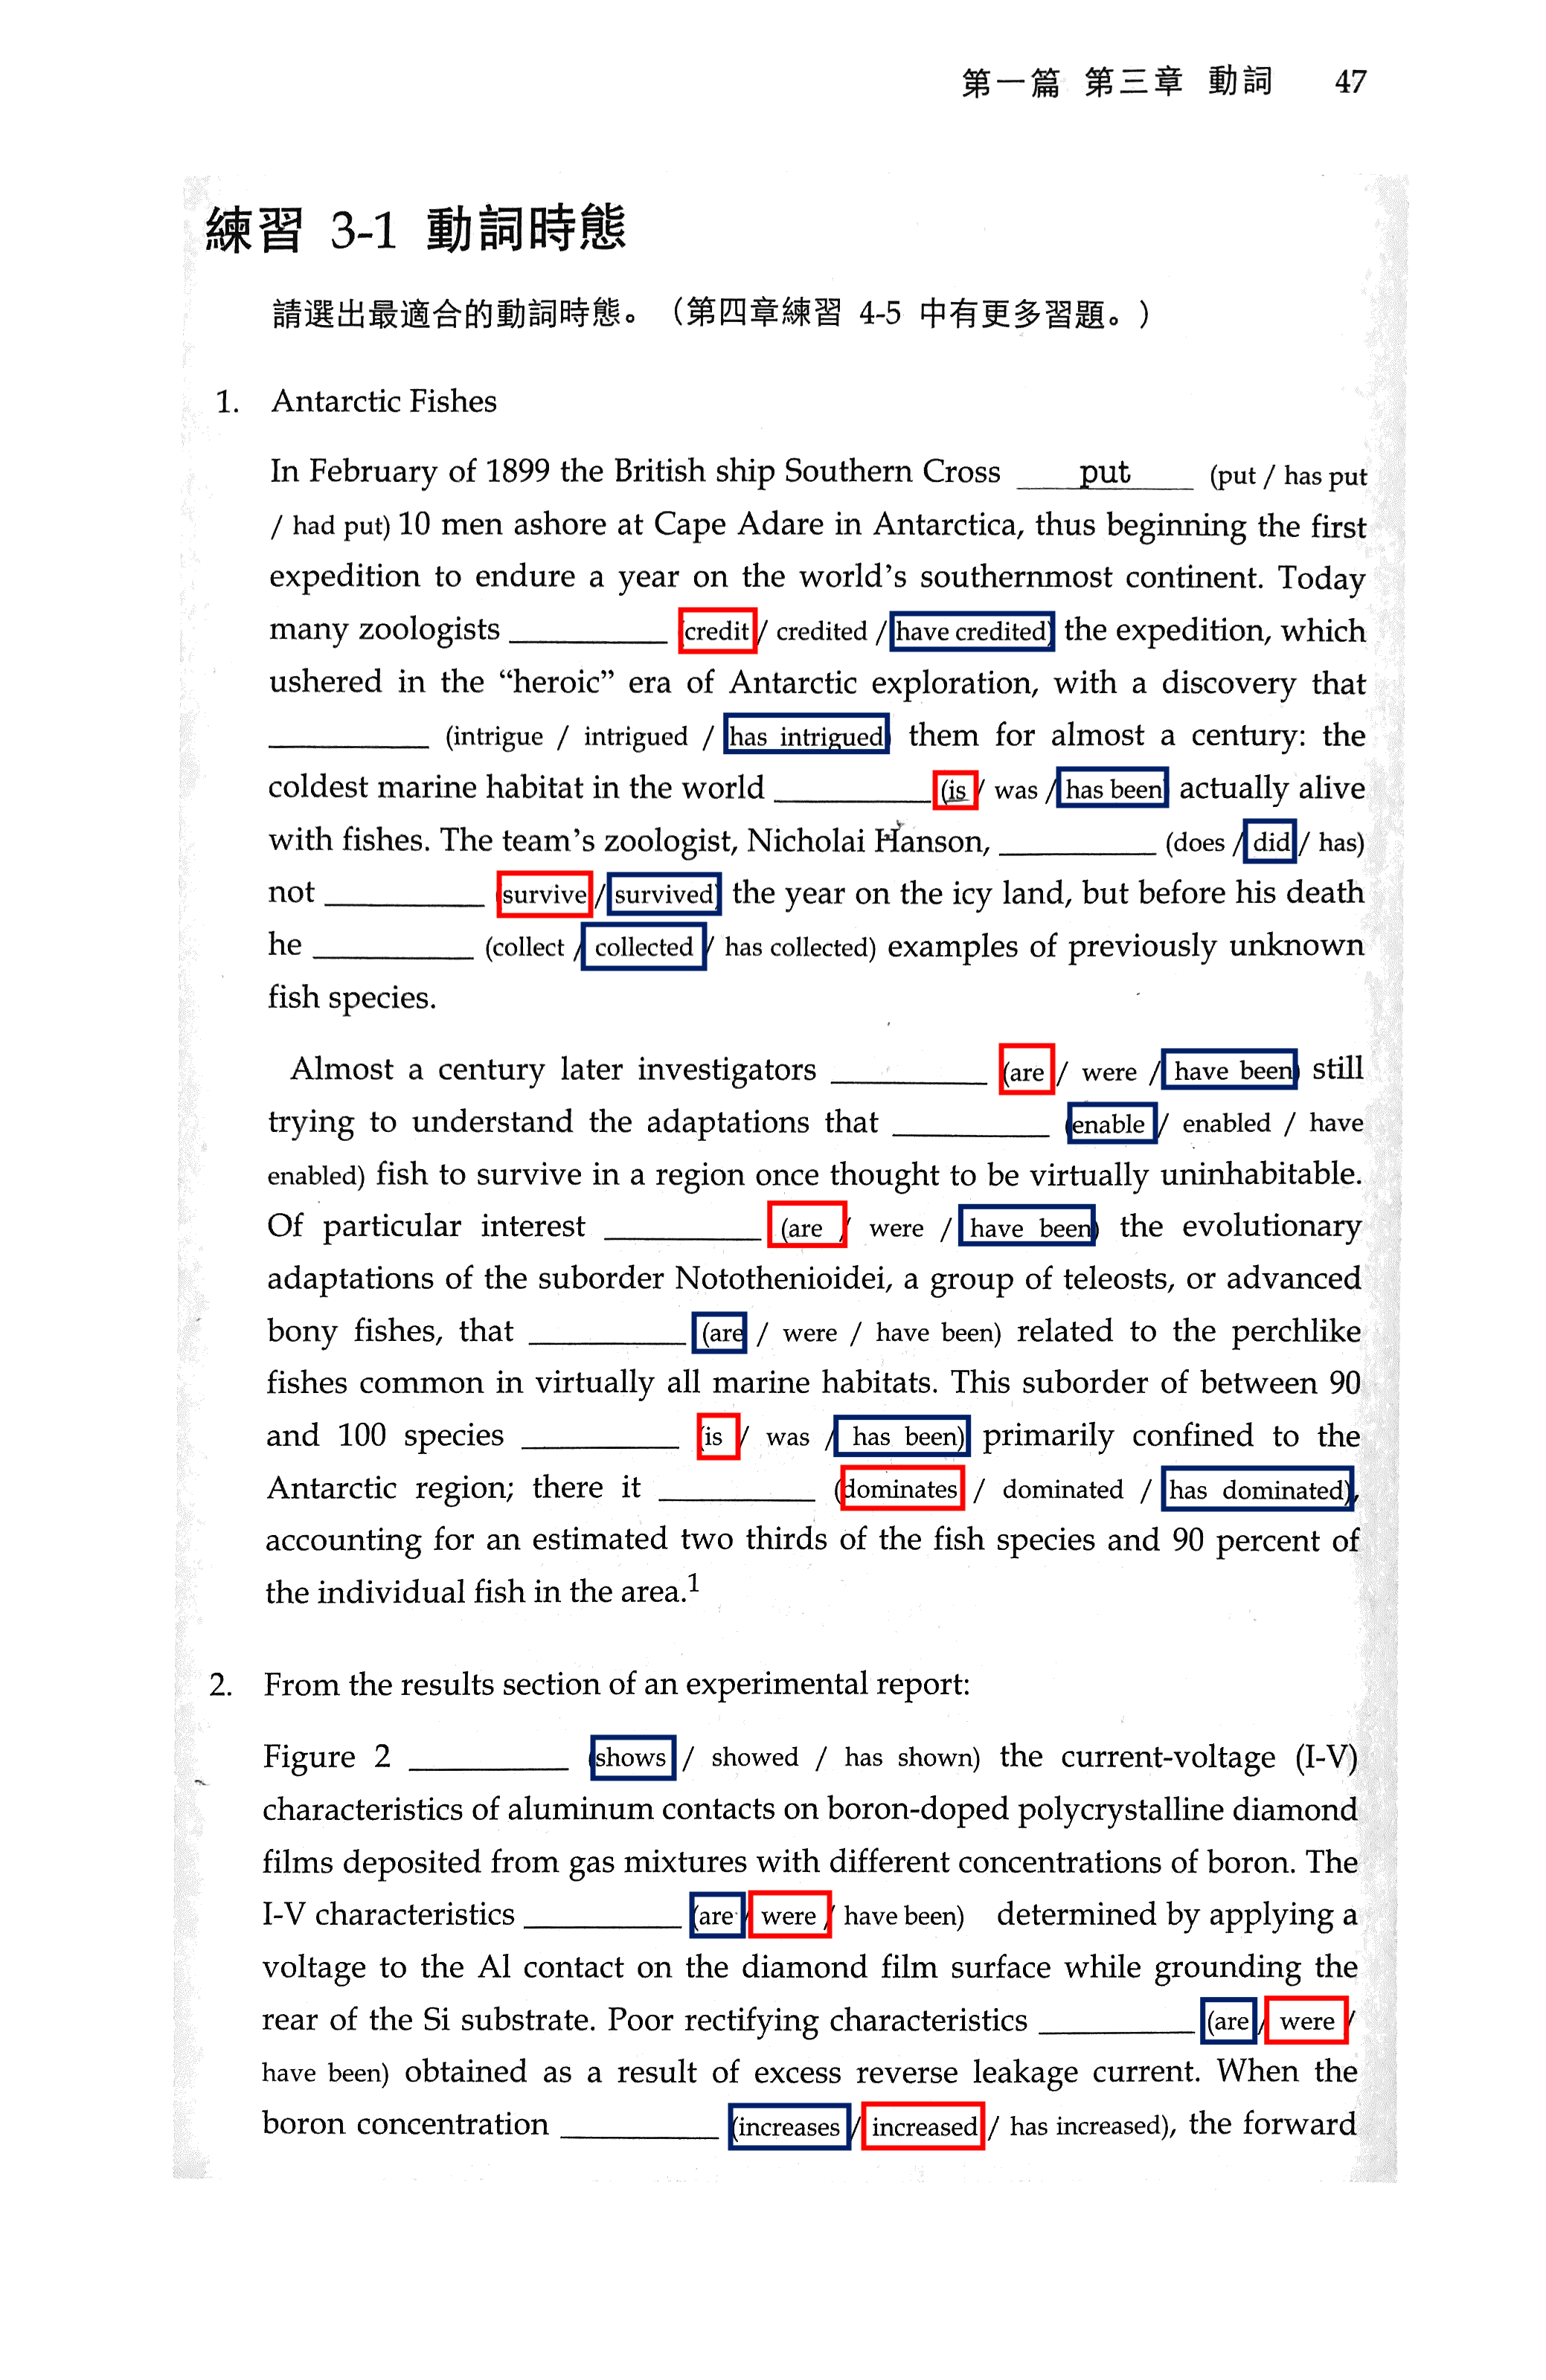 第一篇 第三章 動詞 47
練習 3-1 動詞時態
請選出最適合的動詞時態。（第四章練習 4-5 中有更多習題。）
1. Antarctic Fishes
In February of 1899 the British ship Southern Cross ____put____ (put / has put
/ had put) 10 men ashore at Cape Adare in Antarctica, thus beginning the first
expedition to endure a year on the world's southernmost continent. Today
many zoologists __________ (credit / credited / have credited) the expedition, which
ushered in the “heroic” era of Antarctic exploration, with a discovery that
__________ (intrigue / intrigued / has intrigued) them for almost a century: the
coldest marine habitat in the world __________ (is / was / has been) actually alive
with fishes. The team's zoologist, Nicholai Hanson, __________ (does / did / has)
not __________ (survive / survived) the year on the icy land, but before his death
he __________ (collect / collected / has collected) examples of previously unknown
fish species.
Almost a century later investigators __________ (are / were / have been) still
trying to understand the adaptations that __________ (enable / enabled / have
enabled) fish to survive in a region once thought to be virtually uninhabitable.
Of particular interest __________ (are / were / have been) the evolutionary
adaptations of the suborder Notothenioidei, a group of teleosts, or advanced
bony fishes, that __________ (are / were / have been) related to the perchlike
fishes common in virtually all marine habitats. This suborder of between 90
and 100 species __________ (is / was / has been) primarily confined to the
Antarctic region; there it __________ (dominates / dominated / has dominated),
accounting for an estimated two thirds of the fish species and 90 percent of
the individual fish in the area.1
2. From the results section of an experimental report:
Figure 2 __________ (shows / showed / has shown) the current-voltage (I-V)
characteristics of aluminum contacts on boron-doped polycrystalline diamond
films deposited from gas mixtures with different concentrations of boron. The
I-V characteristics __________ (are / were / have been) determined by applying a
voltage to the Al contact on the diamond film surface while grounding the
rear of the Si substrate. Poor rectifying characteristics __________ (are / were /
have been) obtained as a result of excess reverse leakage current. When the
boron concentration __________ (increases / increased / has increased), the forward